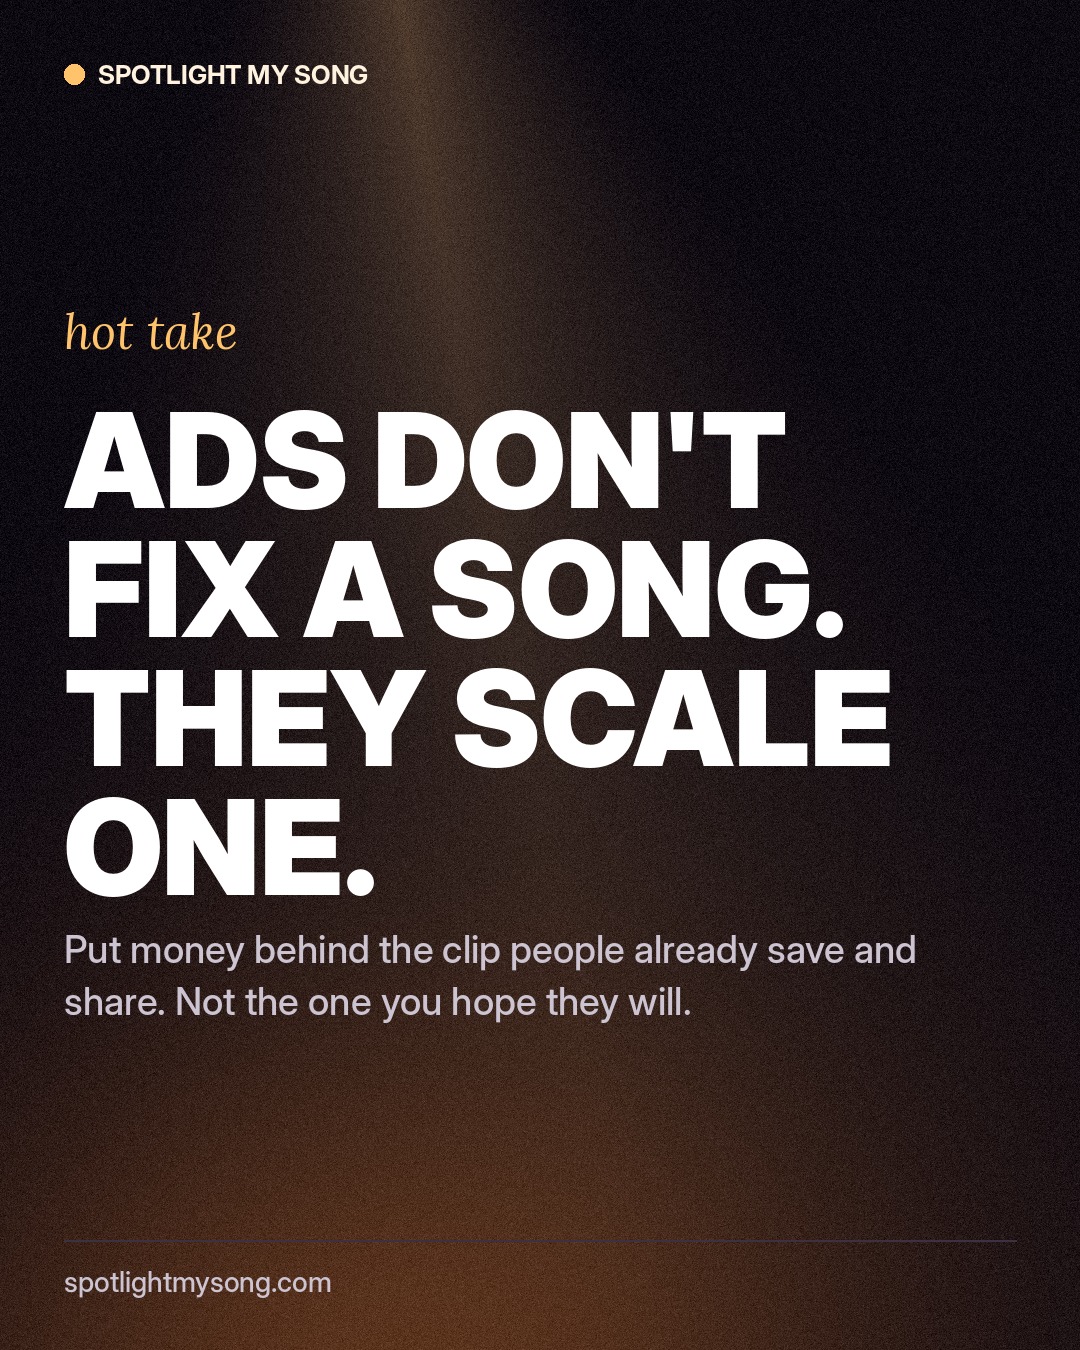 SPOTLIGHT MY SONG
hot take
ADS DON'T
FIX A SONG.
THEY SCALE
ONE.
Put money behind the clip people already save and
share. Not the one you hope they will.
spotlightmysong.com